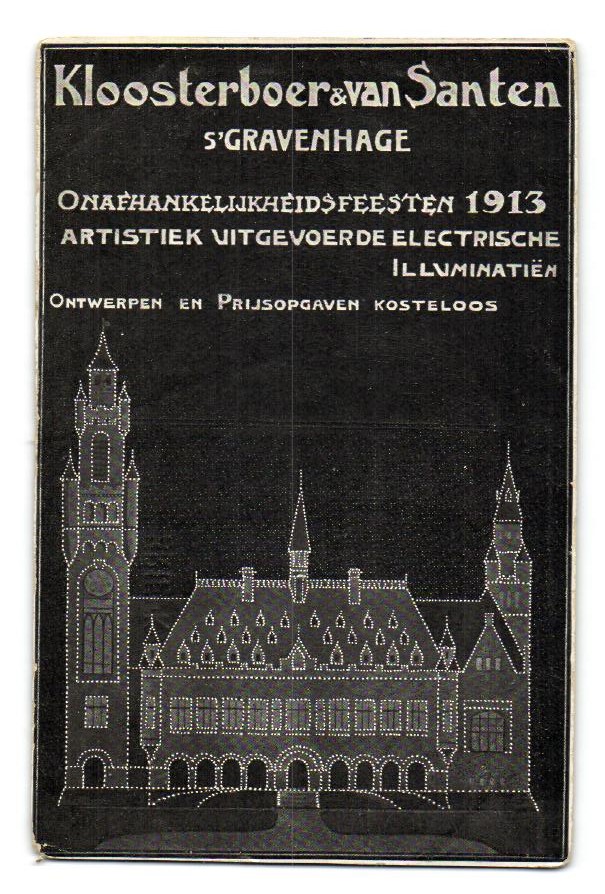 Kloosterboer & van Santen
s'GRAVENHAGE
ONAFHANKELIJKHEIDSFEESTEN 1913
ARTISTIEK UITGEVOERDE ELECTRISCHE
ILLUMINATIËN
ONTWERPEN EN PRIJSOPGAVEN KOSTELOOS